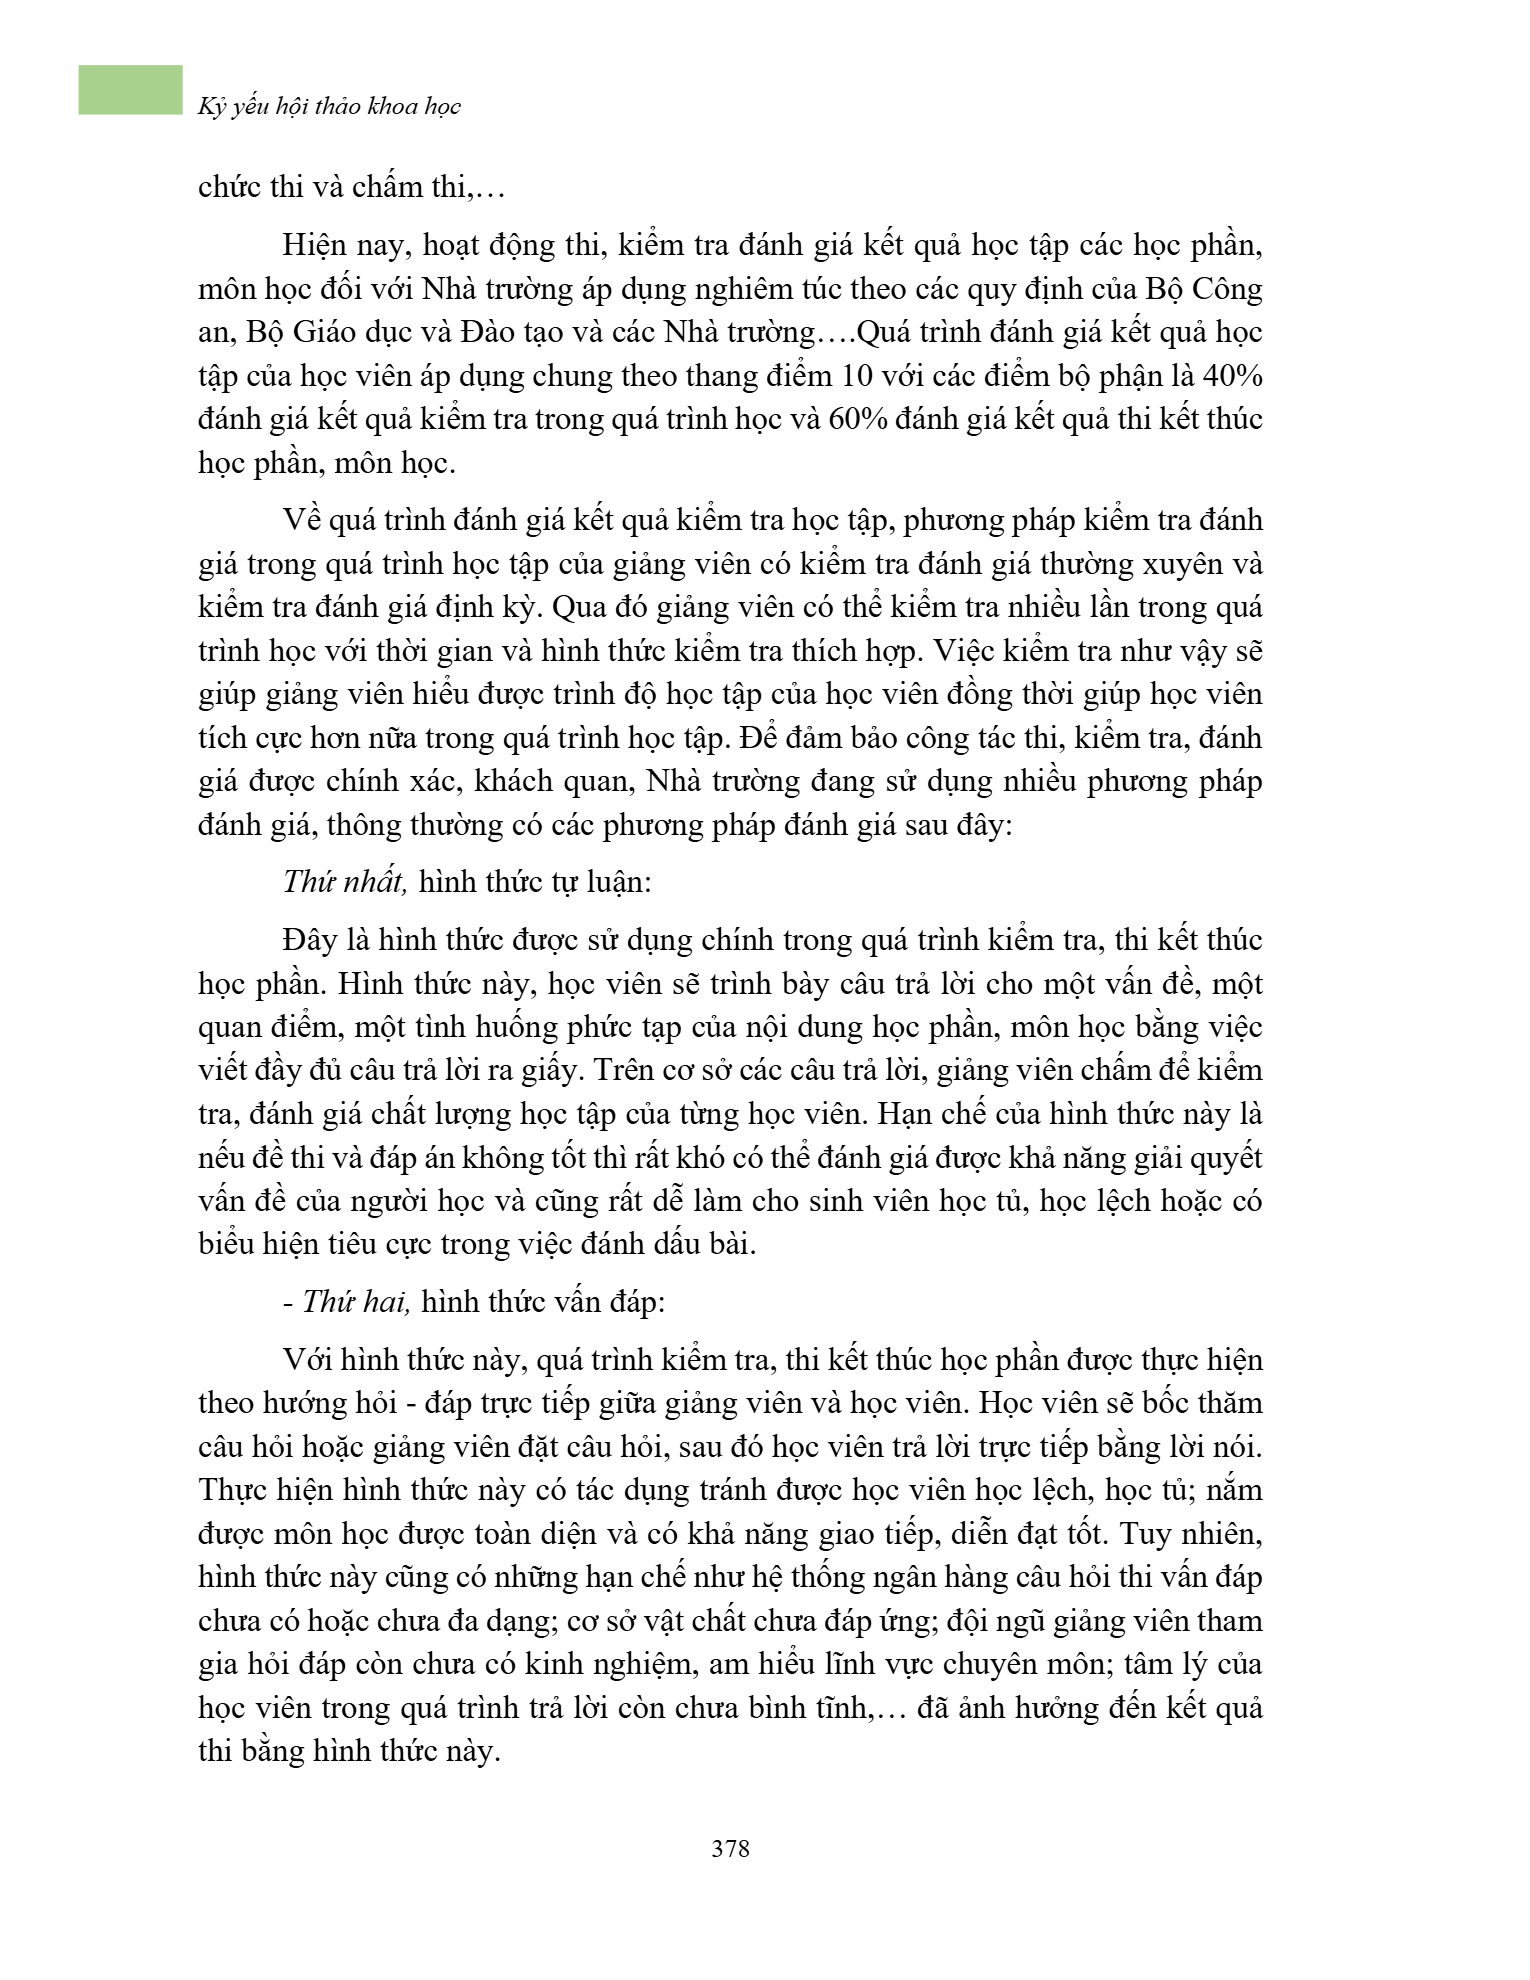 Kỷ yếu hội thảo khoa học
chức thi và chấm thi,…
Hiện nay, hoạt động thi, kiểm tra đánh giá kết quả học tập các học phần,
môn học đối với Nhà trường áp dụng nghiêm túc theo các quy định của Bộ Công
an, Bộ Giáo dục và Đào tạo và các Nhà trường….Quá trình đánh giá kết quả học
tập của học viên áp dụng chung theo thang điểm 10 với các điểm bộ phận là 40%
đánh giá kết quả kiểm tra trong quá trình học và 60% đánh giá kết quả thi kết thúc
học phần, môn học.
Về quá trình đánh giá kết quả kiểm tra học tập, phương pháp kiểm tra đánh
giá trong quá trình học tập của giảng viên có kiểm tra đánh giá thường xuyên và
kiểm tra đánh giá định kỳ. Qua đó giảng viên có thể kiểm tra nhiều lần trong quá
trình học với thời gian và hình thức kiểm tra thích hợp. Việc kiểm tra như vậy sẽ
giúp giảng viên hiểu được trình độ học tập của học viên đồng thời giúp học viên
tích cực hơn nữa trong quá trình học tập. Để đảm bảo công tác thi, kiểm tra, đánh
giá được chính xác, khách quan, Nhà trường đang sử dụng nhiều phương pháp
đánh giá, thông thường có các phương pháp đánh giá sau đây:
Thứ nhất, hình thức tự luận:
Đây là hình thức được sử dụng chính trong quá trình kiểm tra, thi kết thúc
học phần. Hình thức này, học viên sẽ trình bày câu trả lời cho một vấn đề, một
quan điểm, một tình huống phức tạp của nội dung học phần, môn học bằng việc
viết đầy đủ câu trả lời ra giấy. Trên cơ sở các câu trả lời, giảng viên chấm để kiểm
tra, đánh giá chất lượng học tập của từng học viên. Hạn chế của hình thức này là
nếu đề thi và đáp án không tốt thì rất khó có thể đánh giá được khả năng giải quyết
vấn đề của người học và cũng rất dễ làm cho sinh viên học tủ, học lệch hoặc có
biểu hiện tiêu cực trong việc đánh dấu bài.
- Thứ hai, hình thức vấn đáp:
Với hình thức này, quá trình kiểm tra, thi kết thúc học phần được thực hiện
theo hướng hỏi - đáp trực tiếp giữa giảng viên và học viên. Học viên sẽ bốc thăm
câu hỏi hoặc giảng viên đặt câu hỏi, sau đó học viên trả lời trực tiếp bằng lời nói.
Thực hiện hình thức này có tác dụng tránh được học viên học lệch, học tủ; nắm
được môn học được toàn diện và có khả năng giao tiếp, diễn đạt tốt. Tuy nhiên,
hình thức này cũng có những hạn chế như hệ thống ngân hàng câu hỏi thi vấn đáp
chưa có hoặc chưa đa dạng; cơ sở vật chất chưa đáp ứng; đội ngũ giảng viên tham
gia hỏi đáp còn chưa có kinh nghiệm, am hiểu lĩnh vực chuyên môn; tâm lý của
học viên trong quá trình trả lời còn chưa bình tĩnh,… đã ảnh hưởng đến kết quả
thi bằng hình thức này.
378